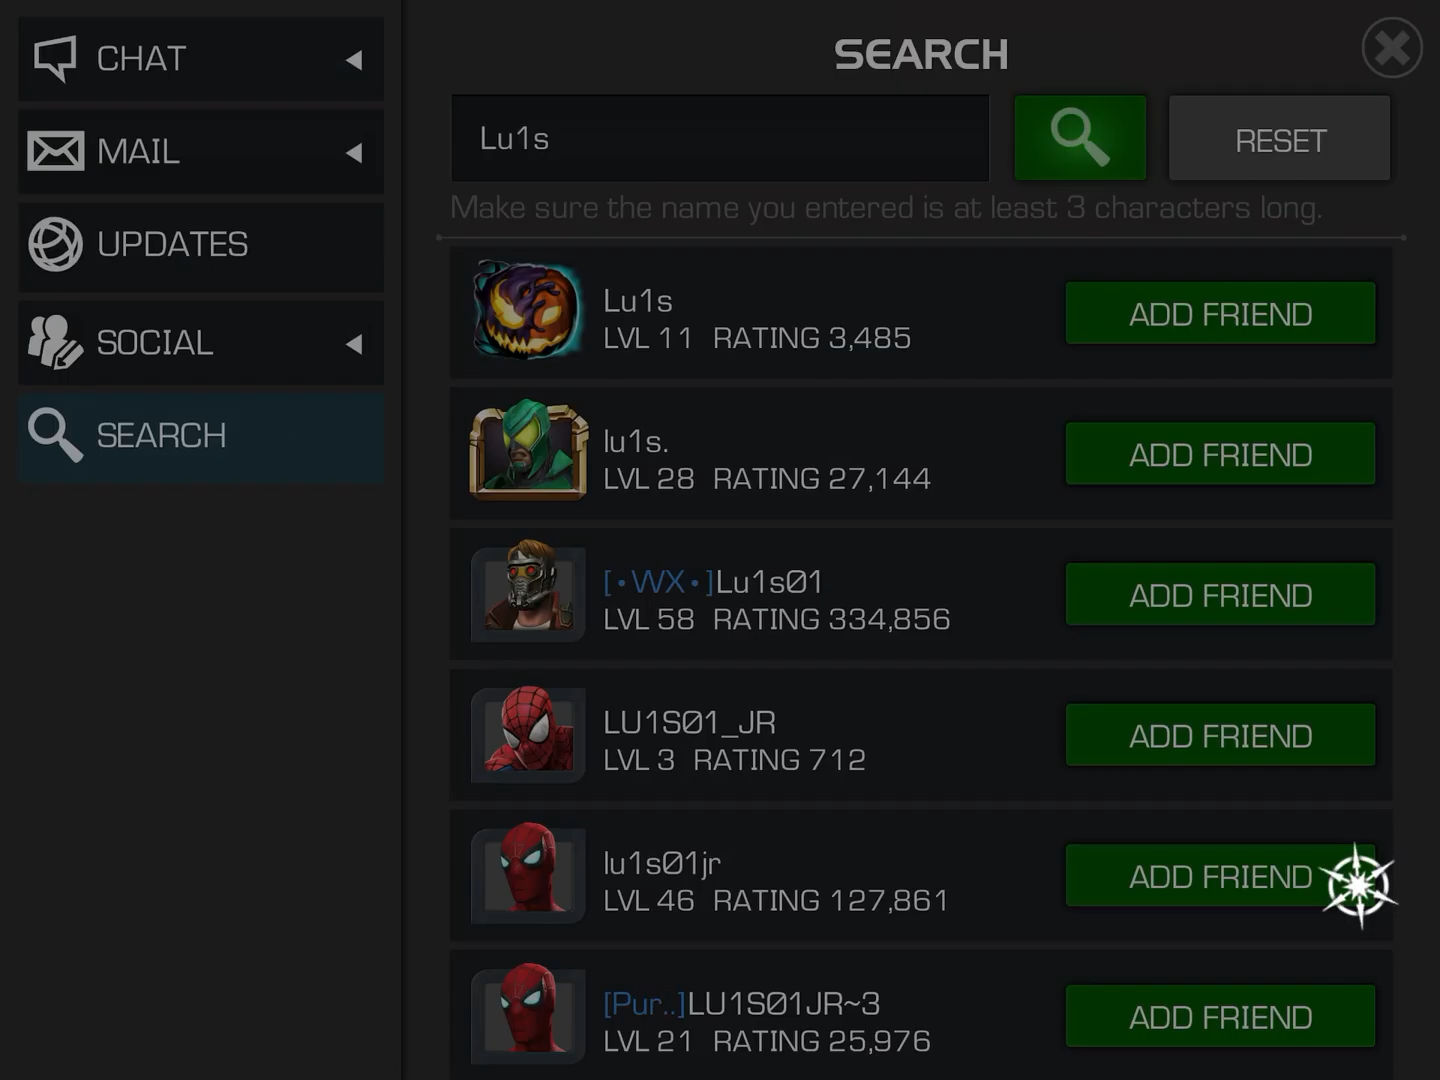 CHAT
MAIL
UPDATES
SOCIAL
SEARCH
SEARCH
Lu1s
RESET
Make sure the name you entered is at least 3 characters long.
Lu1s
LVL 11 RATING 3,485
ADD FRIEND
lu1s.
LVL 28 RATING 27,144
ADD FRIEND
[•WX•]Lu1s01
LVL 58 RATING 334,856
ADD FRIEND
LU1S01_JR
LVL 3 RATING 712
ADD FRIEND
lu1s01jr
LVL 46 RATING 127,861
ADD FRIEND
[Pur..]LU1S01JR~3
LVL 21 RATING 25,976
ADD FRIEND